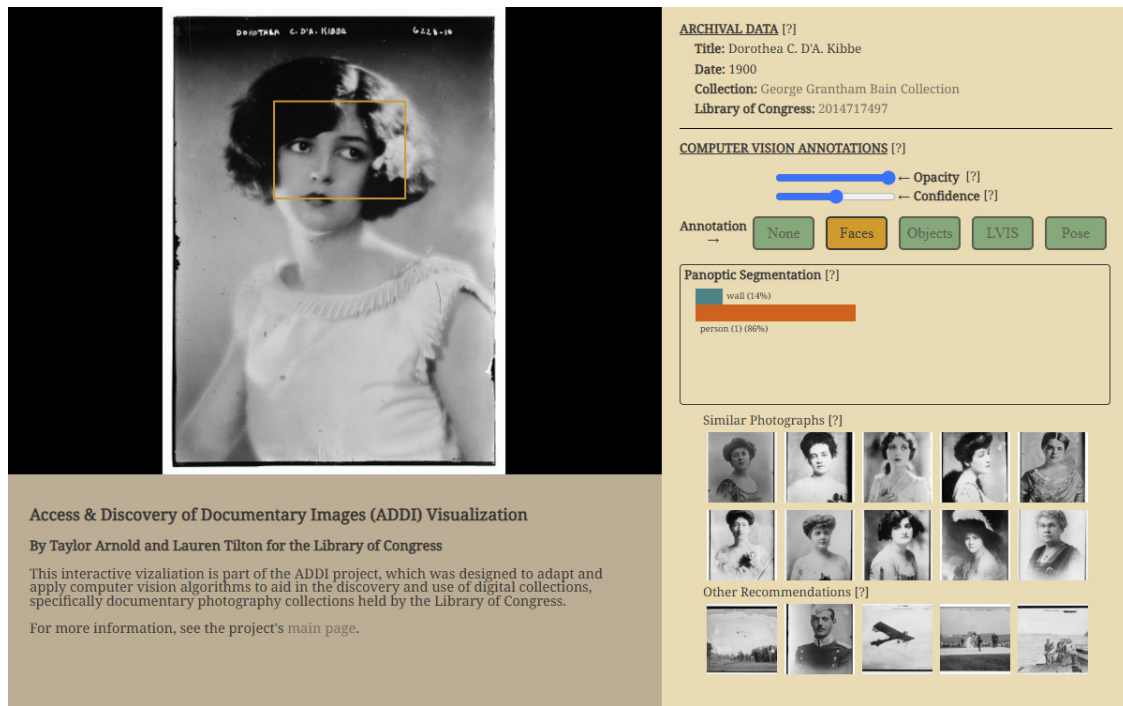 DOROTHEA C. D'A. KIBBE 6228-10
Access & Discovery of Documentary Images (ADDI) Visualization
By Taylor Arnold and Lauren Tilton for the Library of Congress
This interactive vizaliation is part of the ADDI project, which was designed to adapt and
apply computer vision algorithms to aid in the discovery and use of digital collections,
specifically documentary photography collections held by the Library of Congress.
For more information, see the project's main page.
ARCHIVAL DATA [?]
Title: Dorothea C. D'A. Kibbe
Date: 1900
Collection: George Grantham Bain Collection
Library of Congress: 2014717497
COMPUTER VISION ANNOTATIONS [?]
← Opacity [?]
← Confidence [?]
Annotation
→
None Faces Objects LVIS Pose
Panoptic Segmentation [?]
wall (14%)
person (1) (86%)
Similar Photographs [?]
Other Recommendations [?]